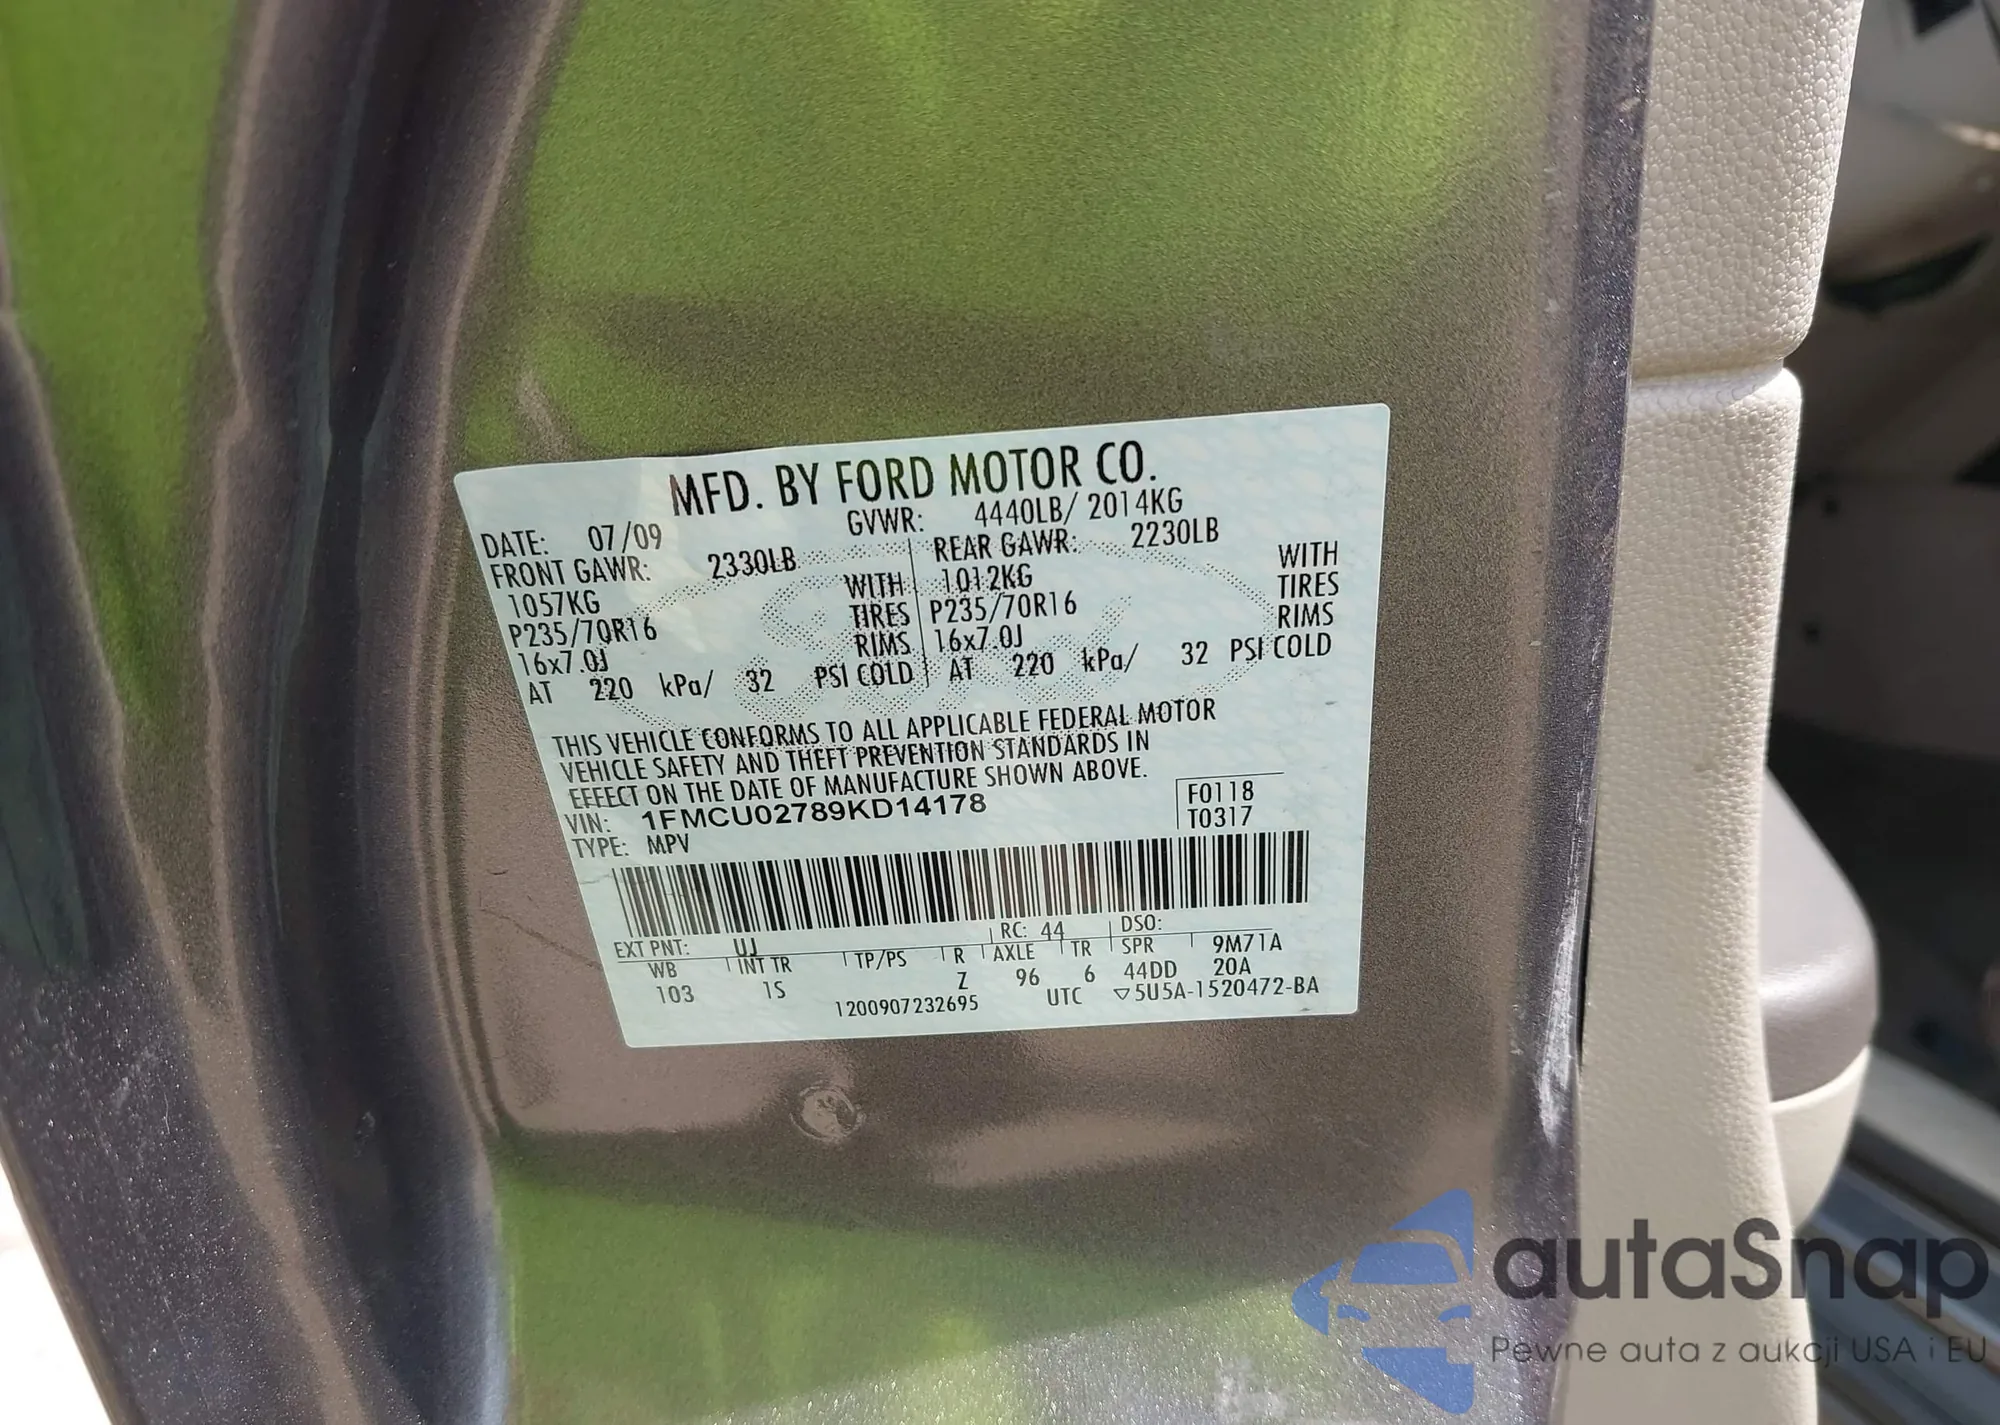 MFD. BY FORD MOTOR CO.
DATE: 07/09 GVWR: 4440LB/ 2014KG
FRONT GAWR: 2330LB REAR GAWR: 2230LB
1057KG WITH 1012KG WITH
P235/70R16 TIRES P235/70R16 TIRES
16x7.0J RIMS 16x7.0J RIMS
AT 220 kPa/ 32 PSI COLD AT 220 kPa/ 32 PSI COLD
THIS VEHICLE CONFORMS TO ALL APPLICABLE FEDERAL MOTOR
VEHICLE SAFETY AND THEFT PREVENTION STANDARDS IN
EFFECT ON THE DATE OF MANUFACTURE SHOWN ABOVE.
VIN: 1FMCU02789KD14178 F0118
TYPE: MPV T0317
EXT PNT: UJ RC: 44 DSO:
WB INT TR TP/PS R AXLE TR SPR 9M71A
103 1S Z 96 6 44DD 20A
1200907232695 UTC ▽5U5A-1520472-BA
autaSnap
Pewne auta z aukcji USA i EU